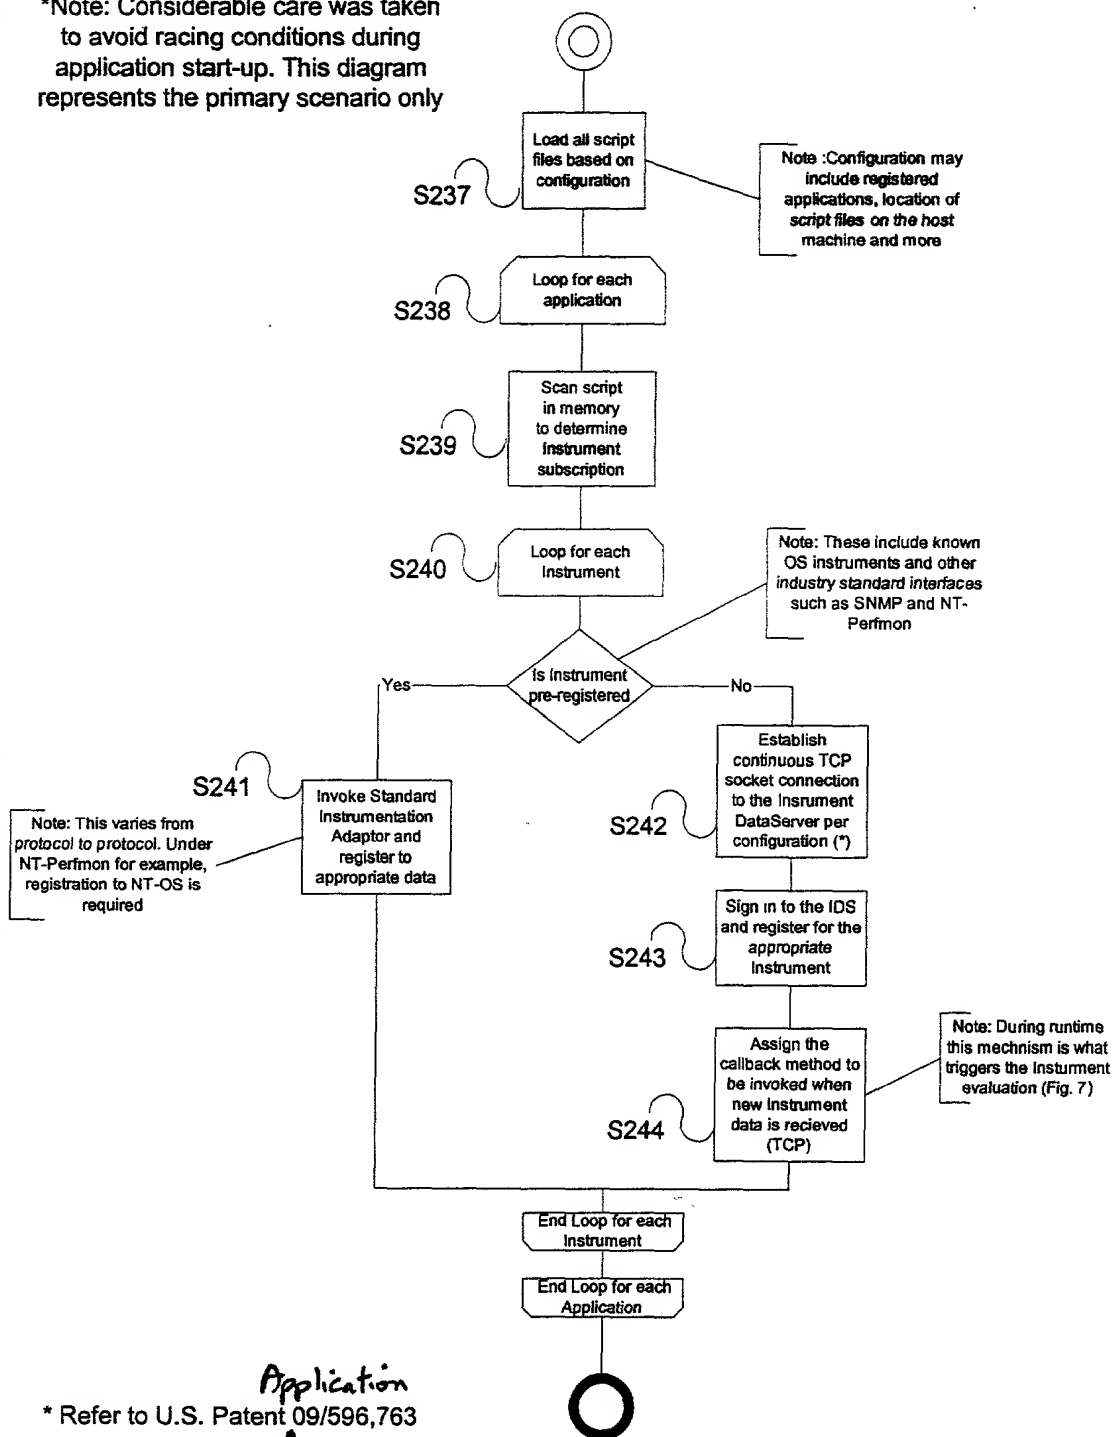 *Note: Considerable care was taken
to avoid racing conditions during
application start-up. This diagram
represents the primary scenario only
Load all script
files based on
configuration
S237
Note :Configuration may
include registered
applications, location of
script files on the host
machine and more
Loop for each
application
S238
Scan script
in memory
to determine
Instrument
subscription
S239
Loop for each
Instrument
S240
Note: These include known
OS instruments and other
industry standard interfaces
such as SNMP and NT-
Perfmon
Is Instrument
pre-registered
Yes
No
S241
Invoke Standard
Instrumentation
Adaptor and
register to
appropriate data
Note: This varies from
protocol to protocol. Under
NT-Perfmon for example,
registration to NT-OS is
required
Establish
continuous TCP
socket connection
to the Insrument
DataServer per
configuration (*)
S242
Sign in to the IDS
and register for the
appropriate
Instrument
S243
Assign the
callback method to
be invoked when
new Instrument
data is recieved
(TCP)
S244
Note: During runtime
this mechnism is what
triggers the Insturment
evaluation (Fig. 7)
End Loop for each
Instrument
End Loop for each
Application
Application
* Refer to U.S. Patent 09/596,763